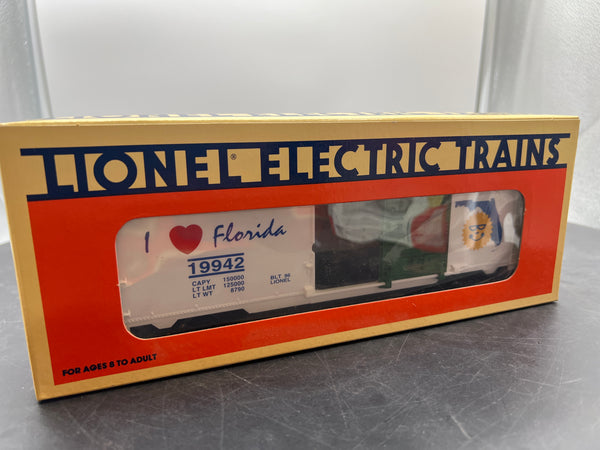 LIONEL® ELECTRIC TRAINS
I ❤ Florida
19942
CAPY 150000
LT LMT 125000
LT WT 8790
BLT 96
LIONEL
FOR AGES 8 TO ADULT